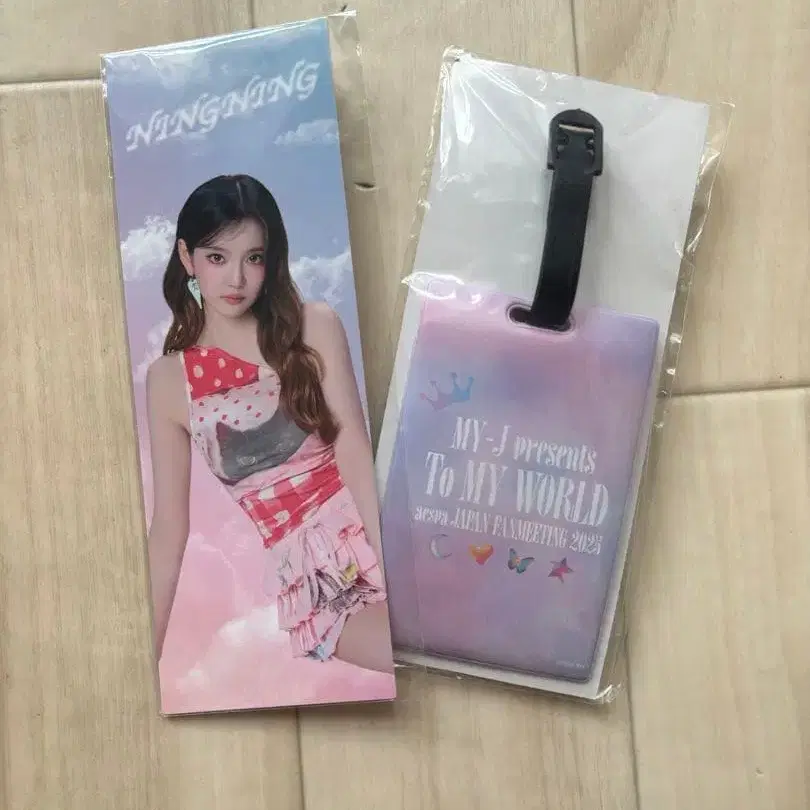 NINGNING
MY-J presents
To MY WORLD
aespa JAPAN FANMEETING 2025